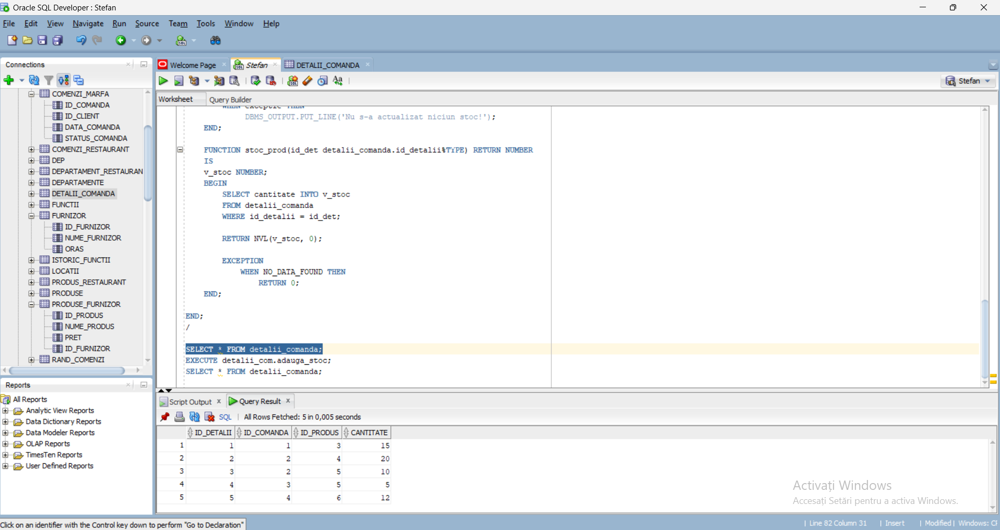 Oracle SQL Developer : Stefan
File Edit View Navigate Run Source Team Tools Window Help
Connections
COMENZI_MARFA
ID_COMANDA
ID_CLIENT
DATA_COMANDA
STATUS_COMANDA
COMENZI_RESTAURANT
DEP
DEPARTAMENT_RESTAURAN
DEPARTAMENTE
DETALII_COMANDA
FUNCTII
FURNIZOR
ID_FURNIZOR
NUME_FURNIZOR
ORAS
ISTORIC_FUNCTII
LOCATII
PRODUS_RESTAURANT
PRODUSE
PRODUSE_FURNIZOR
ID_PRODUS
NUME_PRODUS
PRET
ID_FURNIZOR
RAND_COMENZI
Reports
All Reports
Analytic View Reports
Data Dictionary Reports
Data Modeler Reports
OLAP Reports
TimesTen Reports
User Defined Reports
Welcome Page Stefan DETALII_COMANDA
Stefan
Worksheet Query Builder
DBMS_OUTPUT.PUT_LINE('Nu s-a actualizat niciun stoc!');
END;
FUNCTION stoc_prod(id_det detalii_comanda.id_detalii%TYPE) RETURN NUMBER
IS
v_stoc NUMBER;
BEGIN
SELECT cantitate INTO v_stoc
FROM detalii_comanda
WHERE id_detalii = id_det;
RETURN NVL(v_stoc, 0);
EXCEPTION
WHEN NO_DATA_FOUND THEN
RETURN 0;
END;
END;
/
SELECT * FROM detalii_comanda;
EXECUTE detalii_com.adauga_stoc;
SELECT * FROM detalii_comanda;
Script Output Query Result
SQL All Rows Fetched: 5 in 0,005 seconds
ID_DETALII ID_COMANDA ID_PRODUS CANTITATE
1 1 1 3 15
2 2 2 4 20
3 3 2 5 10
4 4 3 5 5
5 5 4 6 12
Activați Windows
Accesați Setări pentru a activa Windows.
Click on an identifier with the Control key down to perform "Go to Declaration"
Line 82 Column 31 | Insert | Modified | Windows: